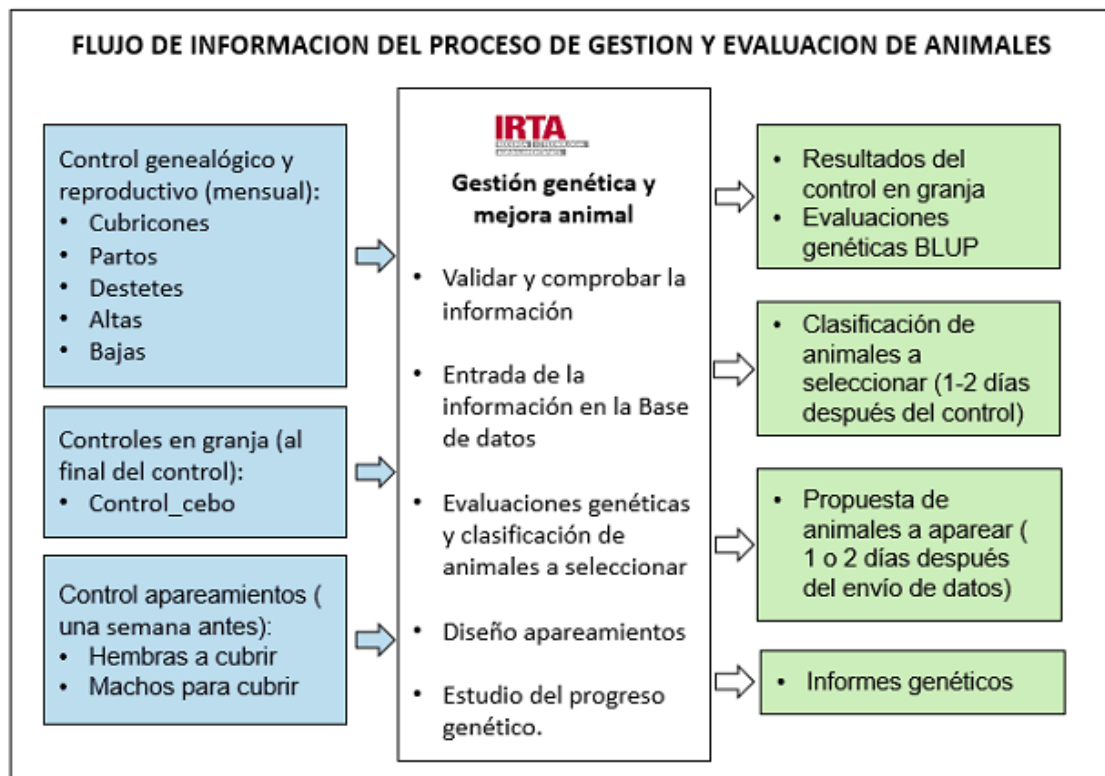 FLUJO DE INFORMACION DEL PROCESO DE GESTION Y EVALUACION DE ANIMALES
Control genealógico y
reproductivo (mensual):
• Cubricones
• Partos
• Destetes
• Altas
• Bajas
Controles en granja (al
final del control):
• Control_cebo
Control apareamientos (
una semana antes):
• Hembras a cubrir
• Machos para cubrir
IRTA
Gestión genética y
mejora animal
• Validar y comprobar la
información
• Entrada de la
información en la Base
de datos
• Evaluaciones genéticas
y clasificación de
animales a seleccionar
• Diseño apareamientos
• Estudio del progreso
genético.
• Resultados del
control en granja
• Evaluaciones
genéticas BLUP
• Clasificación de
animales a
seleccionar (1-2 días
después del control)
• Propuesta de
animales a aparear (
1 o 2 días después
del envío de datos)
• Informes genéticos